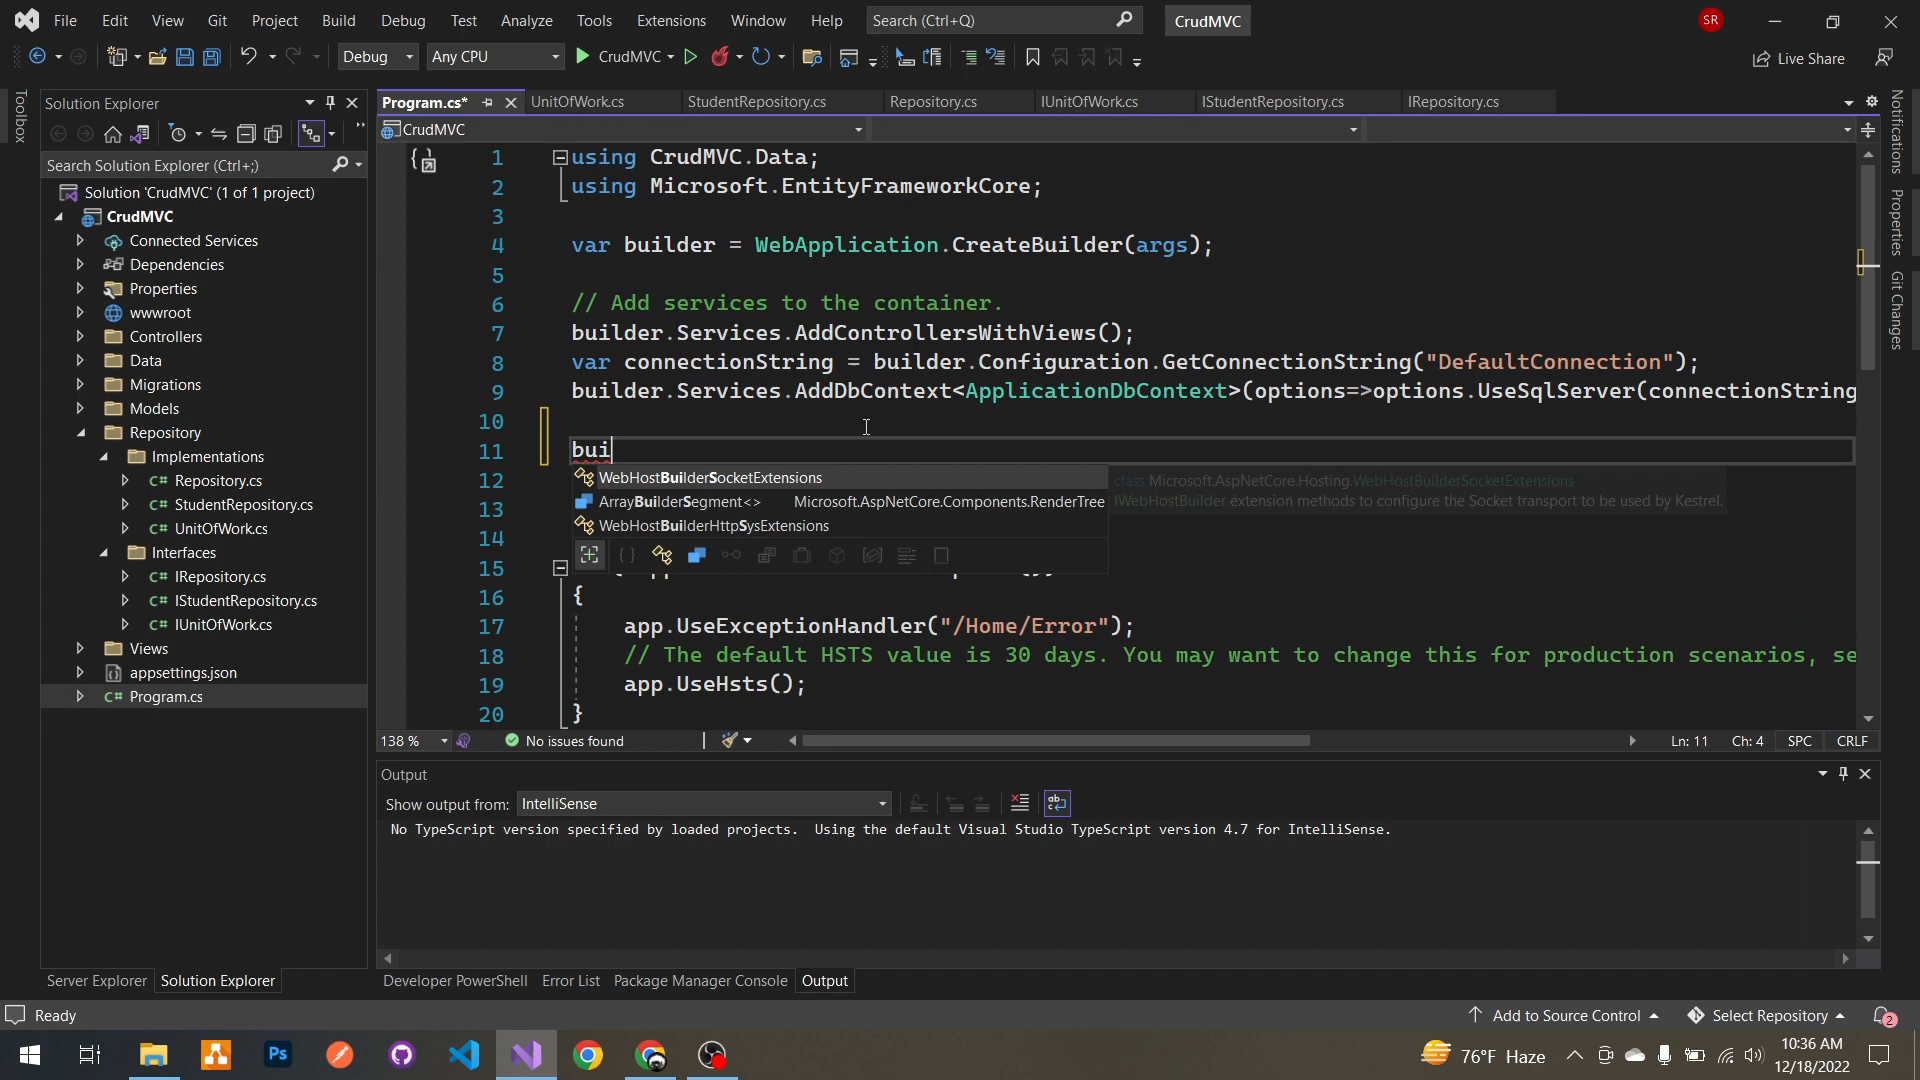 File Edit View Git Project Build Debug Test Analyze Tools Extensions Window Help Search (Ctrl+Q) CrudMVC SR
Debug Any CPU CrudMVC Live Share
Toolbox
Solution Explorer
Search Solution Explorer (Ctrl+;)
Solution 'CrudMVC' (1 of 1 project)
CrudMVC
Connected Services
Dependencies
Properties
wwwroot
Controllers
Data
Migrations
Models
Repository
Implementations
C# Repository.cs
C# StudentRepository.cs
C# UnitOfWork.cs
Interfaces
C# IRepository.cs
C# IStudentRepository.cs
C# IUnitOfWork.cs
Views
appsettings.json
C# Program.cs
Server Explorer Solution Explorer
Program.cs* UnitOfWork.cs StudentRepository.cs Repository.cs IUnitOfWork.cs IStudentRepository.cs IRepository.cs
CrudMVC
1 using CrudMVC.Data;
2 using Microsoft.EntityFrameworkCore;
3
4 var builder = WebApplication.CreateBuilder(args);
5
6 // Add services to the container.
7 builder.Services.AddControllersWithViews();
8 var connectionString = builder.Configuration.GetConnectionString("DefaultConnection");
9 builder.Services.AddDbContext<ApplicationDbContext>(options=>options.UseSqlServer(connectionString
10
11 bui
12 WebHostBuilderSocketExtensions
class Microsoft.AspNetCore.Hosting.WebHostBuilderSocketExtensions
IWebHostBuilder extension methods to configure the Socket transport to be used by Kestrel.
13 ArrayBuilderSegment<> Microsoft.AspNetCore.Components.RenderTree
WebHostBuilderHttpSysExtensions
14
15
16 {
17 app.UseExceptionHandler("/Home/Error");
18 // The default HSTS value is 30 days. You may want to change this for production scenarios, se
19 app.UseHsts();
20 }
138 % No issues found Ln: 11 Ch: 4 SPC CRLF
Output
Show output from: IntelliSense
No TypeScript version specified by loaded projects. Using the default Visual Studio TypeScript version 4.7 for IntelliSense.
Developer PowerShell Error List Package Manager Console Output
Notifications
Properties
Git Changes
Ready Add to Source Control Select Repository 2
Ps 76°F Haze 10:36 AM
12/18/2022